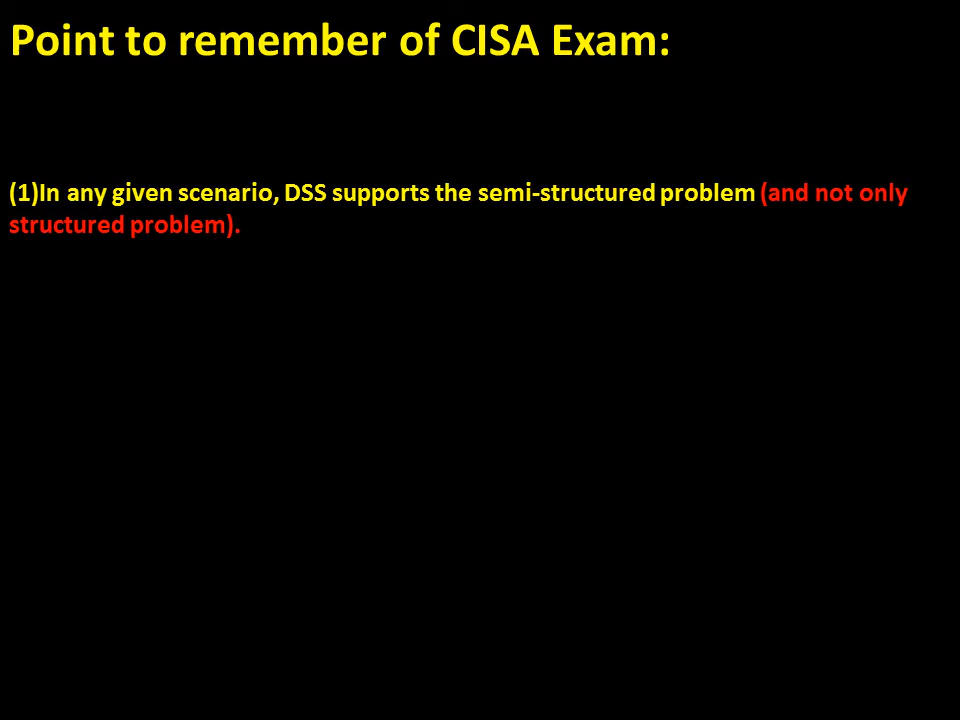 Point to remember of CISA Exam:
(1)In any given scenario, DSS supports the semi-structured problem (and not only
structured problem).